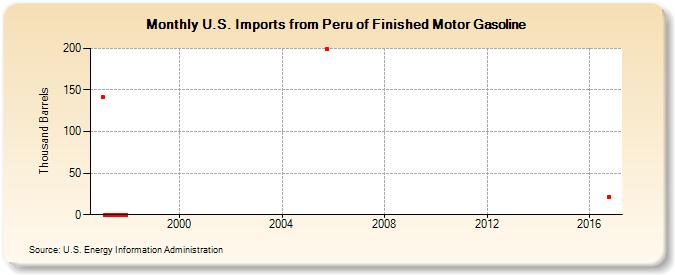 Monthly U.S. Imports from Peru of Finished Motor Gasoline
Thousand Barrels
200
150
100
50
0
2000 2004 2008 2012 2016
Source: U.S. Energy Information Administration